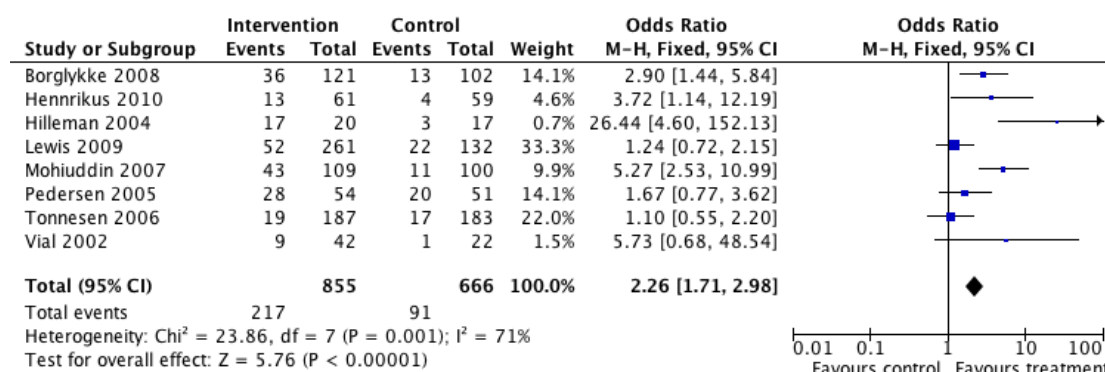 Intervention Control Odds Ratio Odds Ratio
Study or Subgroup Events Total Events Total Weight M-H, Fixed, 95% CI M-H, Fixed, 95% CI
Borglykke 2008 36 121 13 102 14.1% 2.90 [1.44, 5.84]
Hennrikus 2010 13 61 4 59 4.6% 3.72 [1.14, 12.19]
Hilleman 2004 17 20 3 17 0.7% 26.44 [4.60, 152.13]
Lewis 2009 52 261 22 132 33.3% 1.24 [0.72, 2.15]
Mohiuddin 2007 43 109 11 100 9.9% 5.27 [2.53, 10.99]
Pedersen 2005 28 54 20 51 14.1% 1.67 [0.77, 3.62]
Tonnesen 2006 19 187 17 183 22.0% 1.10 [0.55, 2.20]
Vial 2002 9 42 1 22 1.5% 5.73 [0.68, 48.54]
Total (95% CI) 855 666 100.0% 2.26 [1.71, 2.98]
Total events 217 91
Heterogeneity: Chi² = 23.86, df = 7 (P = 0.001); I² = 71%
Test for overall effect: Z = 5.76 (P < 0.00001)
0.01 0.1 1 10 100
Favours control Favours treatment